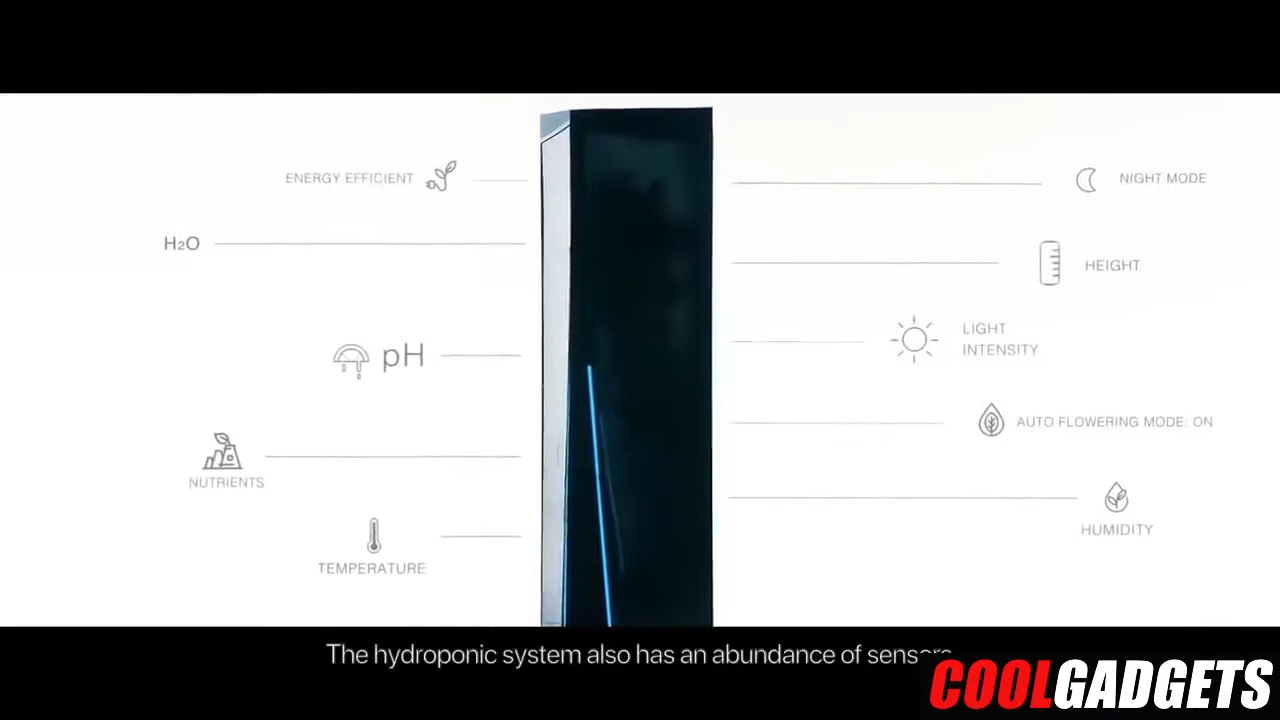 ENERGY EFFICIENT
H₂O
pH
NUTRIENTS
TEMPERATURE
NIGHT MODE
HEIGHT
LIGHT
INTENSITY
AUTO FLOWERING MODE: ON
HUMIDITY
The hydroponic system also has an abundance of sensors
COOLGADGETS